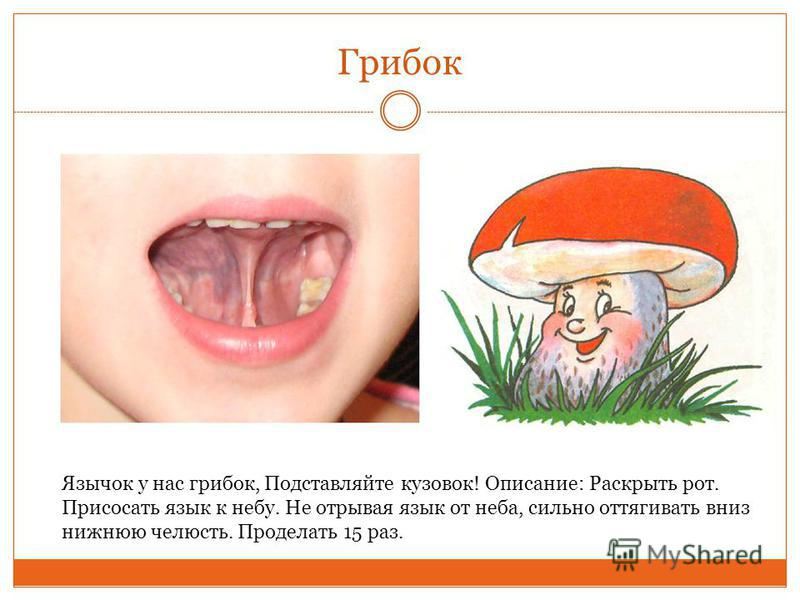 Грибок
Язычок у нас грибок, Подставляйте кузовок! Описание: Раскрыть рот.
Присосать язык к небу. Не отрывая язык от неба, сильно оттягивать вниз
нижнюю челюсть. Проделать 15 раз.
MyShared